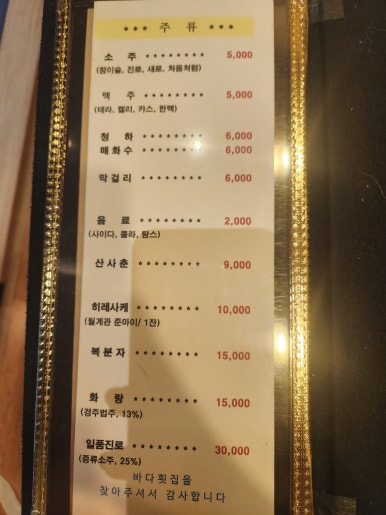 *** 주 류 ***
소 주 ******** 5,000
(참이슬, 진로, 새로, 처음처럼)
맥 주 ******** 5,000
(테라, 켈리, 카스, 한맥)
청 하 ******** 6,000
매 화 수 ******** 6,000
막 걸 리 ******** 6,000
음 료 ******** 2,000
(사이다, 콜라, 환스)
산 사 춘 ******** 9,000
히레사케 ******** 10,000
(월계관 준마이/ 1잔)
복 분 자 ******** 15,000
화 랑 ******** 15,000
(경주법주, 13%)
일품진로 ******** 30,000
(증류소주, 25%)
바다횟집을
찾아주셔서 감사합니다